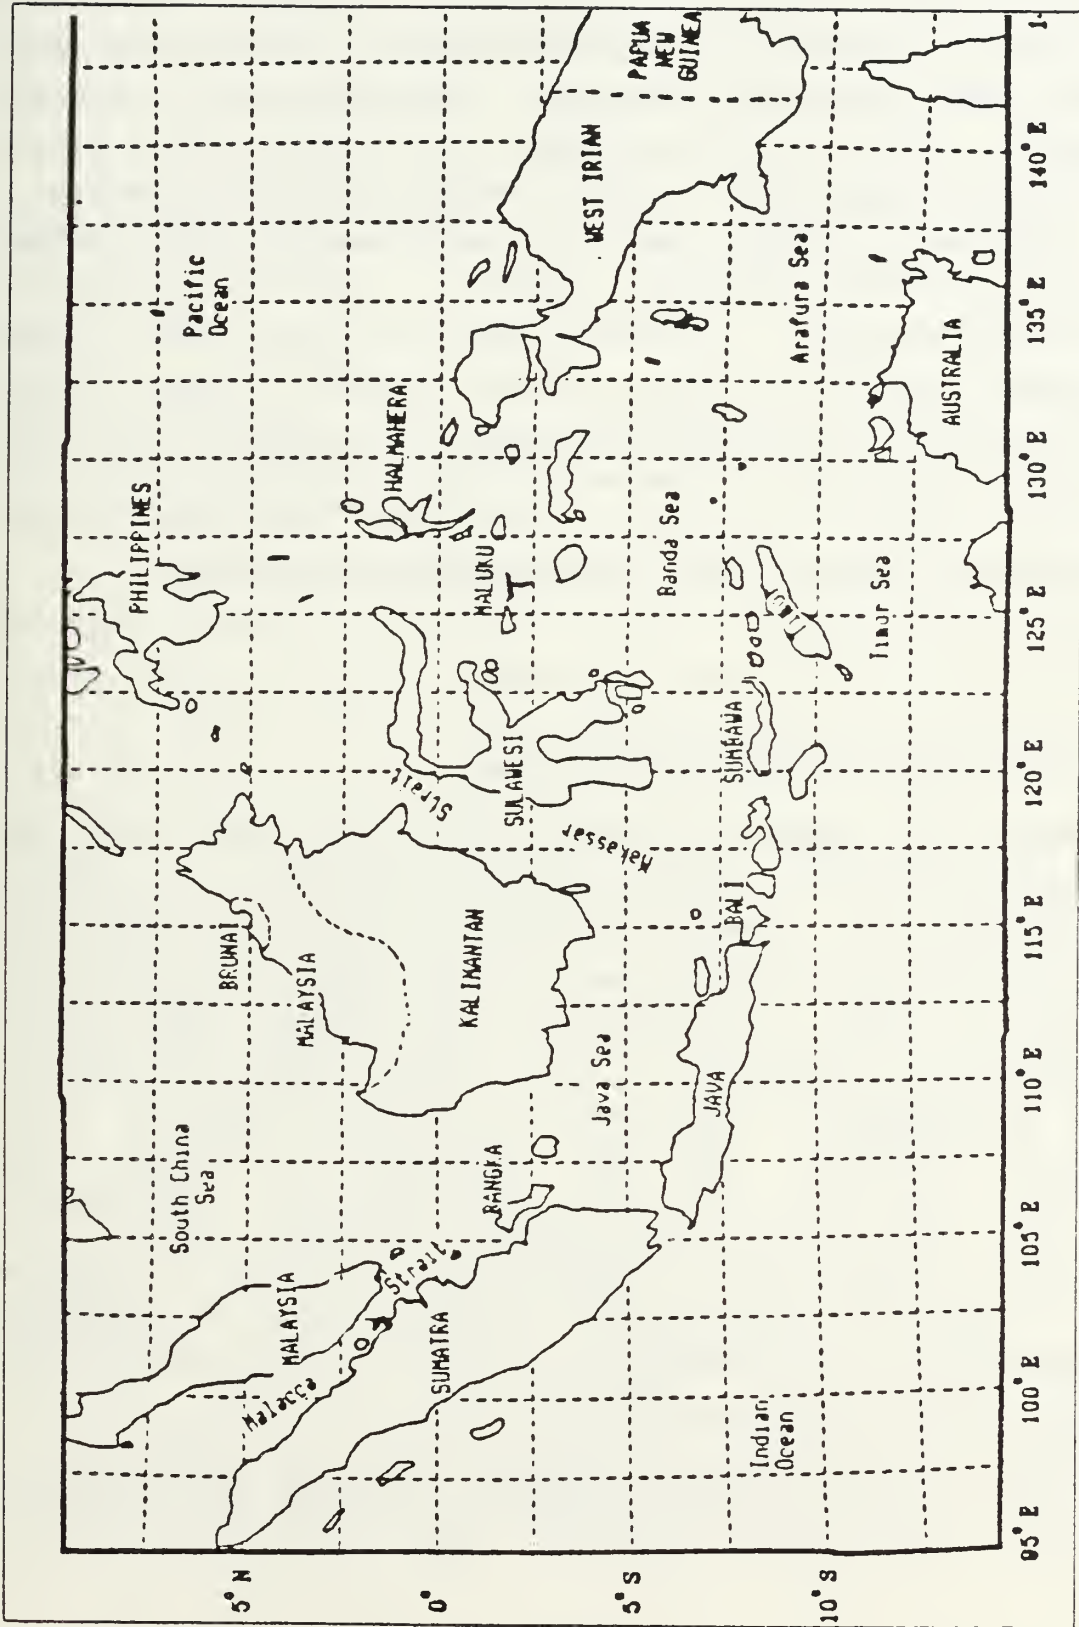 PHILIPPINES
Pacific
Ocean
South China
Sea
BRUNAI
MALAYSIA
MALAYSIA
HALMAHERA
Malacca
Strait
Strait
Makassar
MALUKU
SUMATRA
BANGKA
KALIMANTAN
SULAWESI
WEST IRIAN
PAPUA
NEW
GUINEA
Java Sea
Banda Sea
JAVA
BALI
SUMBAWA
Arafura Sea
Timor Sea
Indian
Ocean
AUSTRALIA
5° N
0°
5° S
10° S
95° E
100° E
105° E
110° E
115° E
120° E
125° E
130° E
135° E
140° E